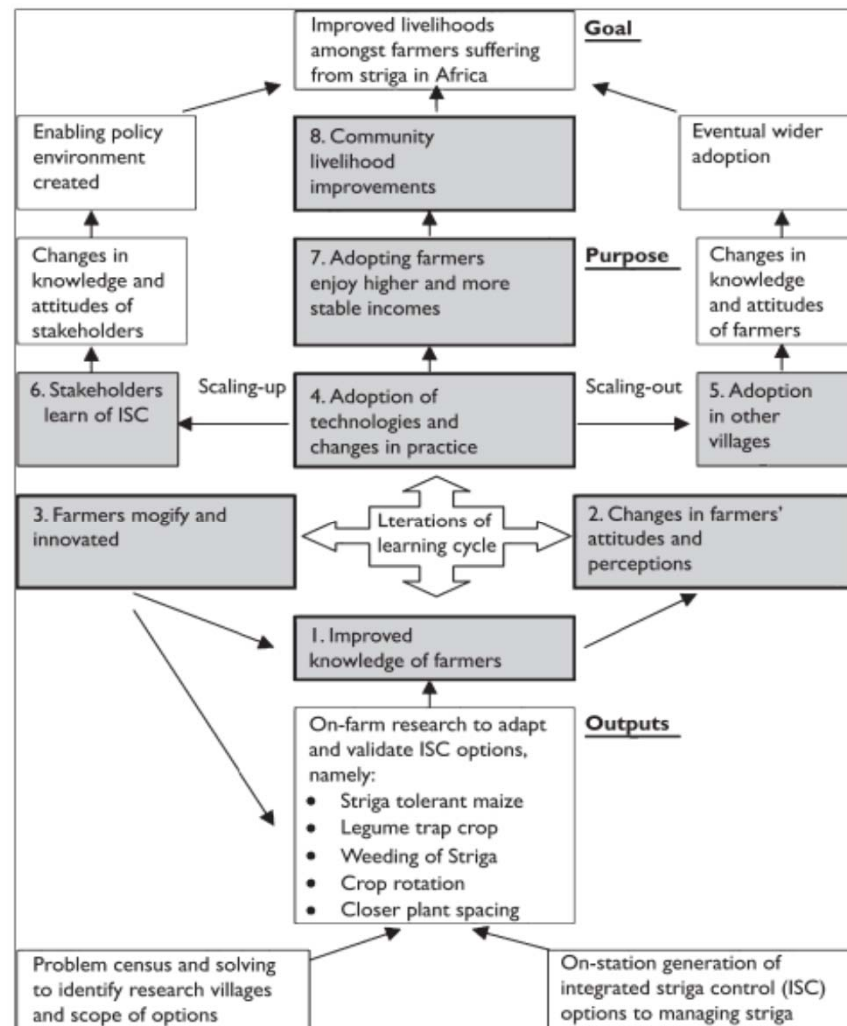 Improved livelihoods
amongst farmers suffering
from striga in Africa
Goal
Enabling policy
environment
created
8. Community
livelihood
improvements
Eventual wider
adoption
Changes in
knowledge and
attitudes of
stakeholders
7. Adopting farmers
enjoy higher and more
stable incomes
Purpose
Changes in
knowledge
and attitudes
of farmers
6. Stakeholders
learn of ISC
Scaling-up
4. Adoption of
technologies and
changes in practice
Scaling-out
5. Adoption
in other
villages
3. Farmers mogify and
innovated
Lterations of
learning cycle
2. Changes in farmers'
attitudes and
perceptions
1. Improved
knowledge of farmers
On-farm research to adapt
and validate ISC options,
namely:
• Striga tolerant maize
• Legume trap crop
• Weeding of Striga
• Crop rotation
• Closer plant spacing
Outputs
Problem census and solving
to identify research villages
and scope of options
On-station generation of
integrated striga control (ISC)
options to managing striga